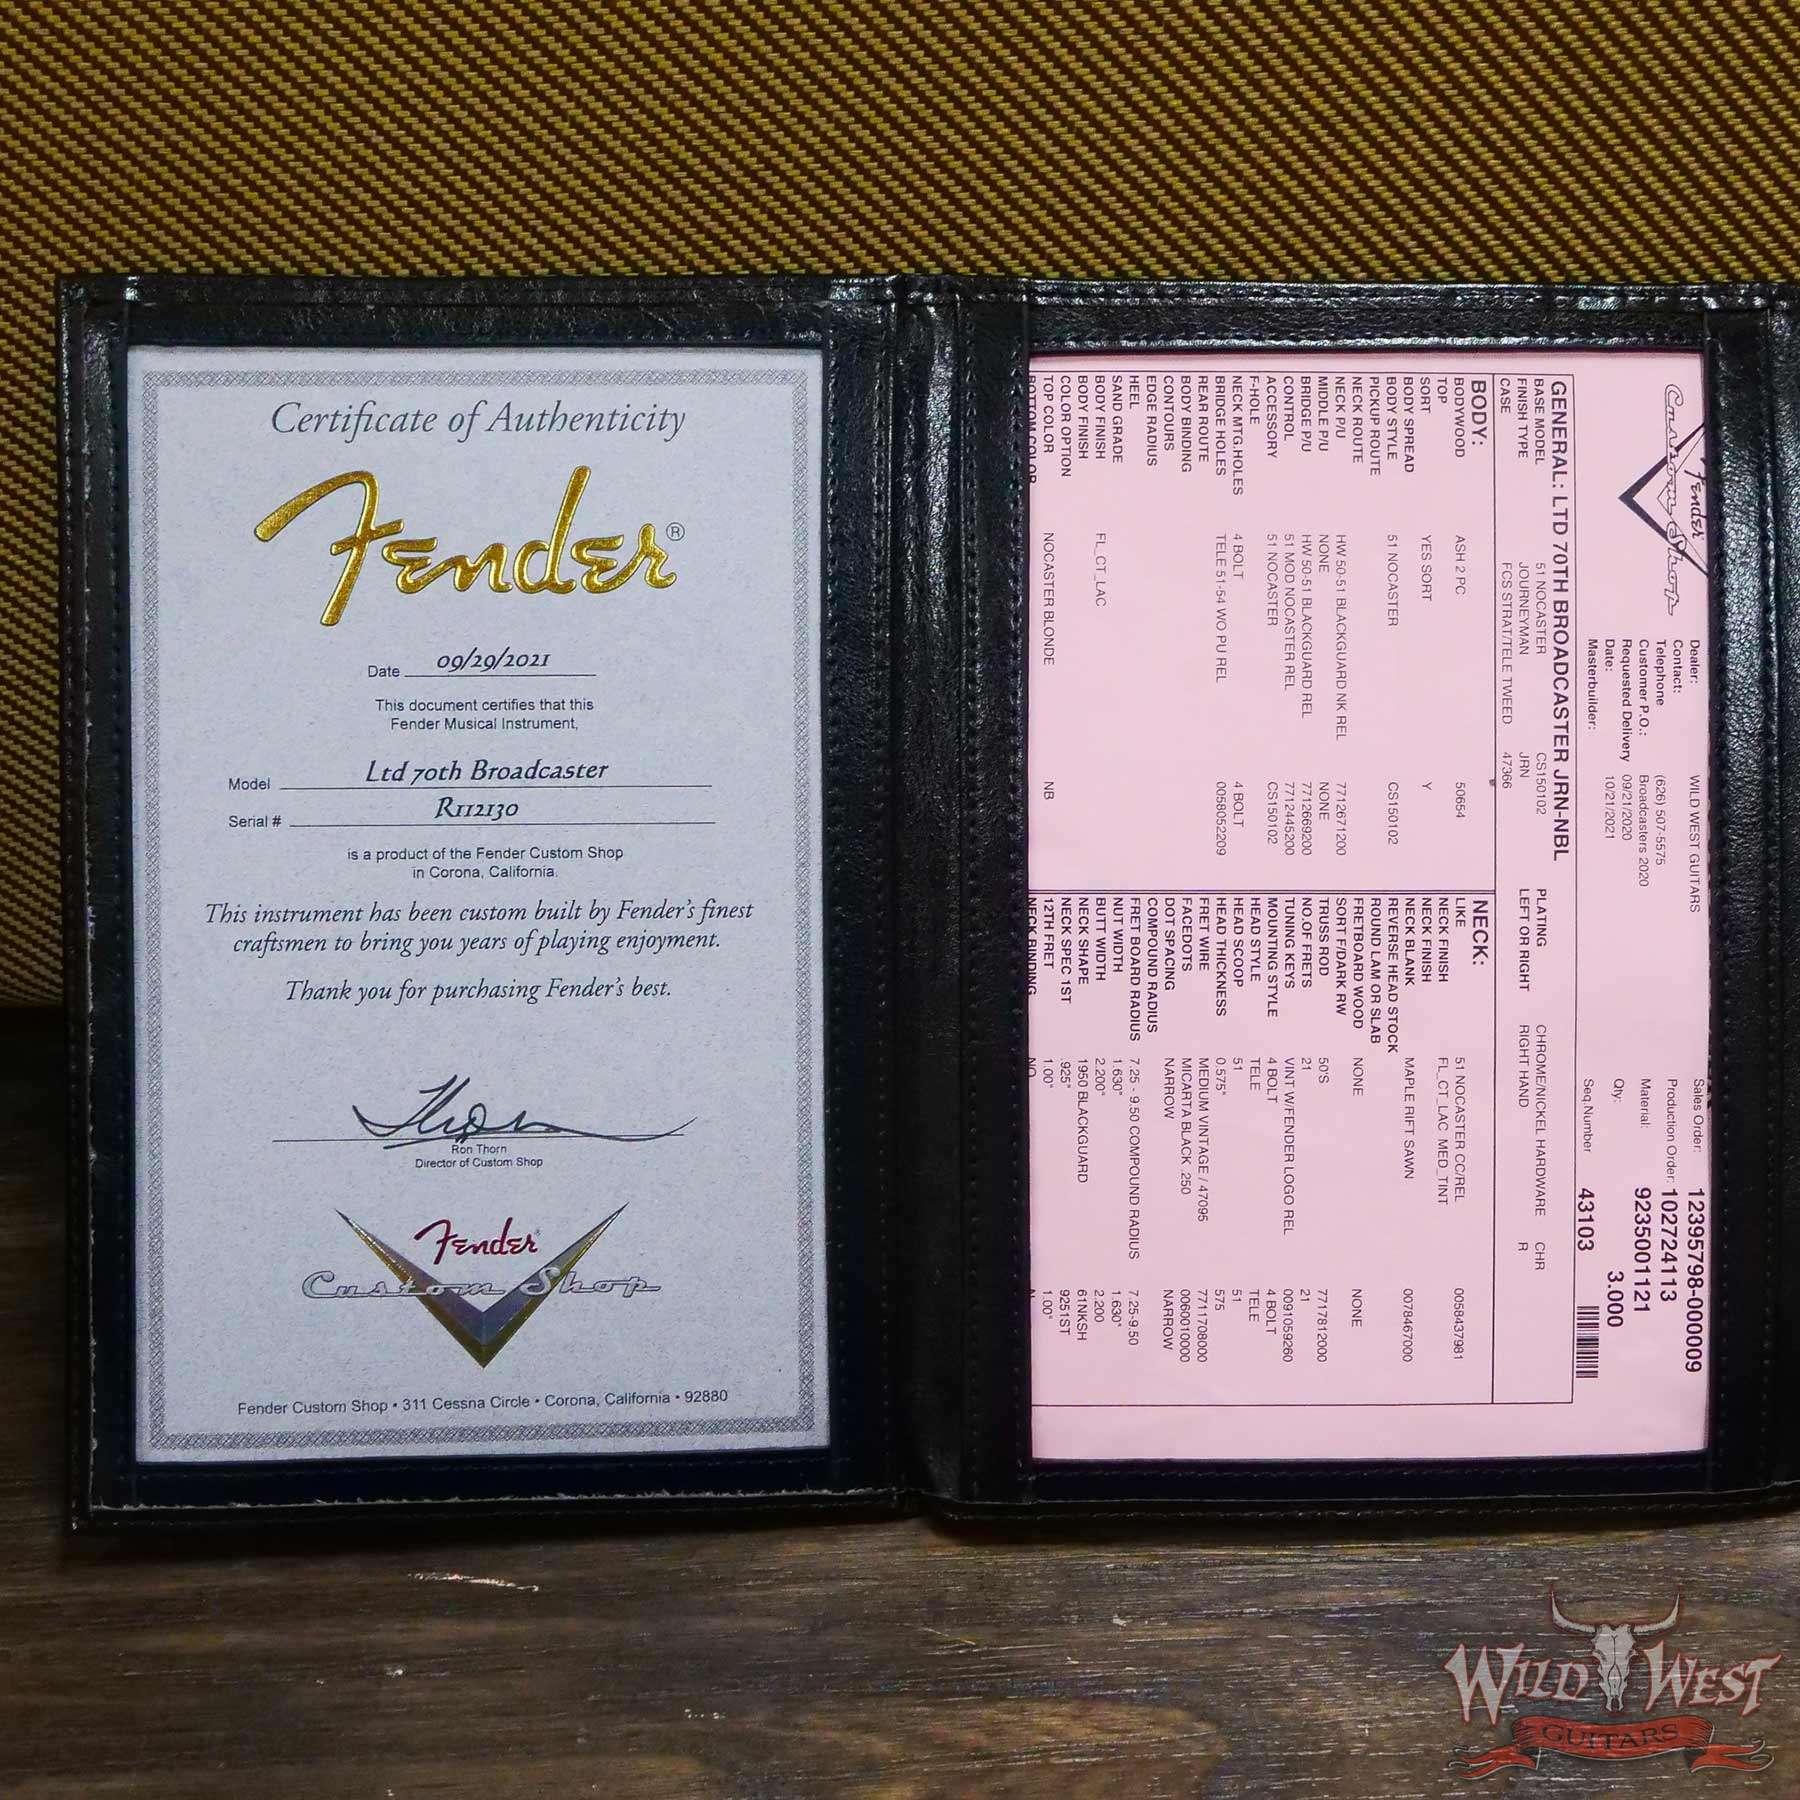 Certificate of Authenticity
Fender®
Date 09/29/2021
This document certifies that this
Fender Musical Instrument,
Model Ltd 70th Broadcaster
Serial # R112130
is a product of the Fender Custom Shop
in Corona, California.
This instrument has been custom built by Fender's finest
craftsmen to bring you years of playing enjoyment.
Thank you for purchasing Fender's best.
Ron Thorn
Director of Custom Shop
Fender
Custom Shop
Fender Custom Shop • 311 Cessna Circle • Corona, California • 92880
Fender
Custom Shop
Dealer: WILD WEST GUITARS
Contact:
Telephone (626) 507-5575
Customer P.O.: Broadcasters 2020
Requested Delivery 09/21/2020
Date: 10/21/2021
Masterbuilder:
Sales Order: 12395798-000009
Production Order: 102724113
Material: 9235001121
Qty: 3.000
Seq.Number 43103
GENERAL: LTD 70TH BROADCASTER JRN-NBL
BASE MODEL 51 NOCASTER CS150102 PLATING CHROME/NICKEL HARDWARE CHR
FINISH TYPE JOURNEYMAN JRN LEFT OR RIGHT RIGHT HAND R
CASE FCS STRAT/TELE TWEED 47366
BODY:
BODYWOOD ASH 2 PC 50654
TOP
SORT YES SORT Y
BODY SPREAD
BODY STYLE 51 NOCASTER CS150102
PICKUP ROUTE
NECK ROUTE
NECK P/U HW 50-51 BLACKGUARD NK REL 7712671200
MIDDLE P/U NONE NONE
BRIDGE P/U HW 50-51 BLACKGUARD REL 7712669200
CONTROL 51 MOD NOCASTER REL 7712445200
ACCESSORY 51 NOCASTER CS150102
F-HOLE
NECK MTG.HOLES 4 BOLT 4 BOLT
BRIDGE HOLES TELE 51-54 WO PU REL 0058052209
REAR ROUTE
BODY BINDING
CONTOURS
EDGE RADIUS
HEEL
SAND GRADE
BODY FINISH FL_CT_LAC
BODY FINISH
COLOR OPTION
TOP COLOR NOCASTER BLONDE NB
BOTTOM COLOR
NECK:
LIKE 51 NOCASTER CC/REL 0058437981
NECK FINISH FL_CT_LAC_MED_TINT
NECK FINISH
NECK BLANK MAPLE RIFT SAWN 0078467000
REVERSE HEAD STOCK
ROUND LAM OR SLAB
FRETBOARD WOOD NONE NONE
SORT F/DARK RW
TRUSS ROD 50'S 7717812000
NO.OF FRETS 21 21
TUNING KEYS VINT W/FENDER LOGO REL 0091059260
MOUNTING STYLE 4 BOLT 4 BOLT
HEAD STYLE TELE TELE
HEAD SCOOP 51 51
HEAD THICKNESS 0.575" 575
FRET WIRE MEDIUM VINTAGE / 47095 7711708000
FACEDOTS MICARTA BLACK .250 0060010000
DOT SPACING NARROW NARROW
COMPOUND RADIUS
FRET BOARD RADIUS 7.25 - 9.50 COMPOUND RADIUS 7.25-9.50
NUT WIDTH 1.630" 1.630"
BUTT WIDTH 2.200" 2.200
NECK SHAPE 1950 BLACKGUARD 61NKSH
NECK SPEC 1ST .925" 9251ST
12TH FRET 1.00" 1.00"
NECK BINDING NO
WILD WEST
GUITARS